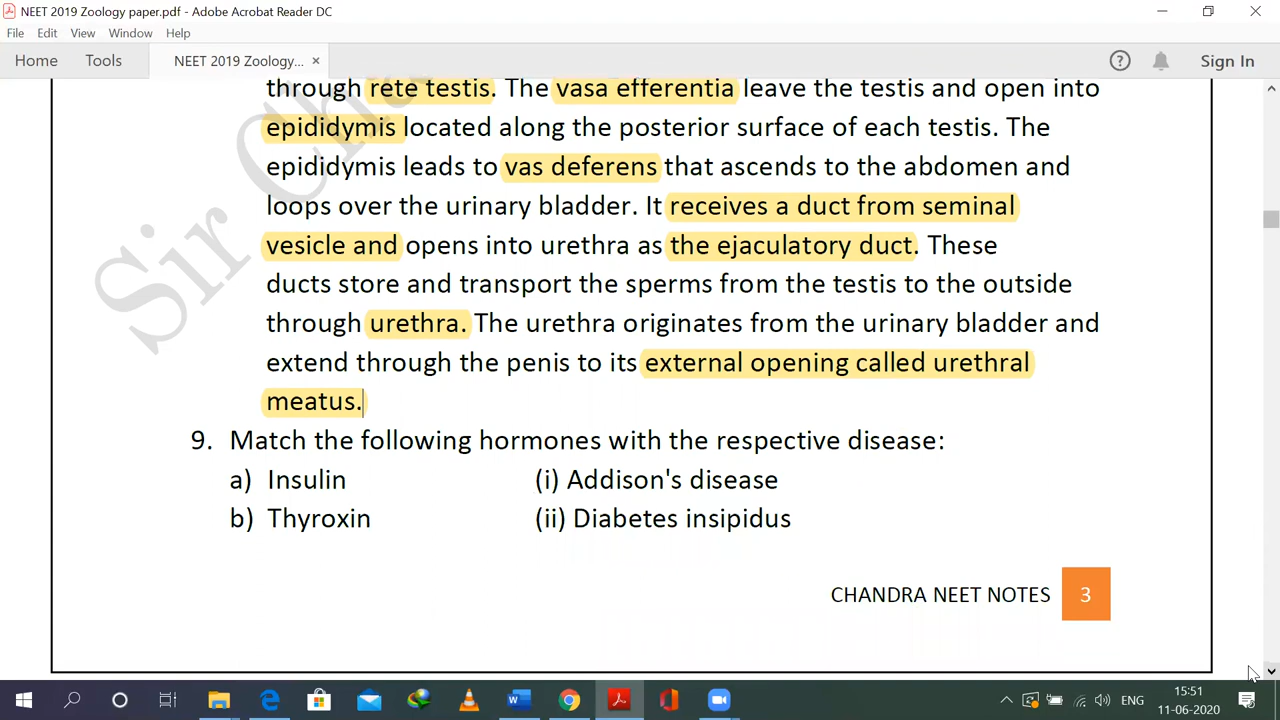 NEET 2019 Zoology paper.pdf - Adobe Acrobat Reader DC
File Edit View Window Help
Home Tools NEET 2019 Zoology... × Sign In
through rete testis. The vasa efferentia leave the testis and open into
epididymis located along the posterior surface of each testis. The
epididymis leads to vas deferens that ascends to the abdomen and
loops over the urinary bladder. It receives a duct from seminal
vesicle and opens into urethra as the ejaculatory duct. These
ducts store and transport the sperms from the testis to the outside
through urethra. The urethra originates from the urinary bladder and
extend through the penis to its external opening called urethral
meatus.
9. Match the following hormones with the respective disease:
a) Insulin (i) Addison's disease
b) Thyroxin (ii) Diabetes insipidus
CHANDRA NEET NOTES 3
Sir Ch
ENG 15:51
11-06-2020